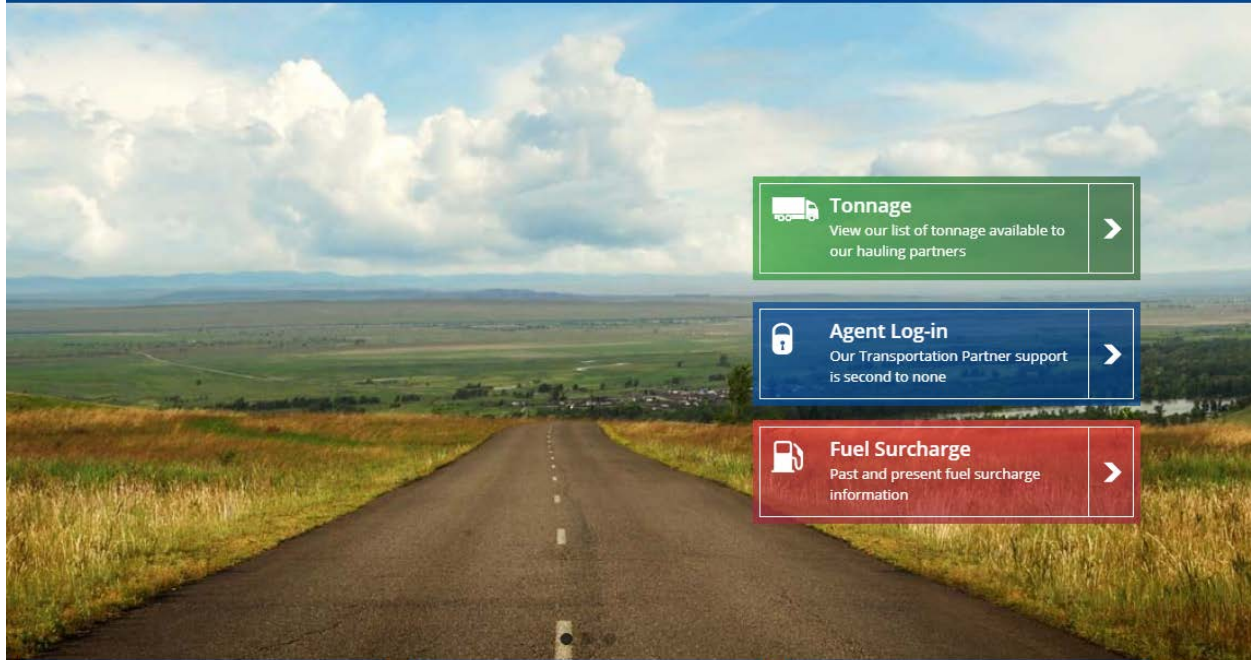 Tonnage
View our list of tonnage available to
our hauling partners
Agent Log-in
Our Transportation Partner support
is second to none
Fuel Surcharge
Past and present fuel surcharge
information